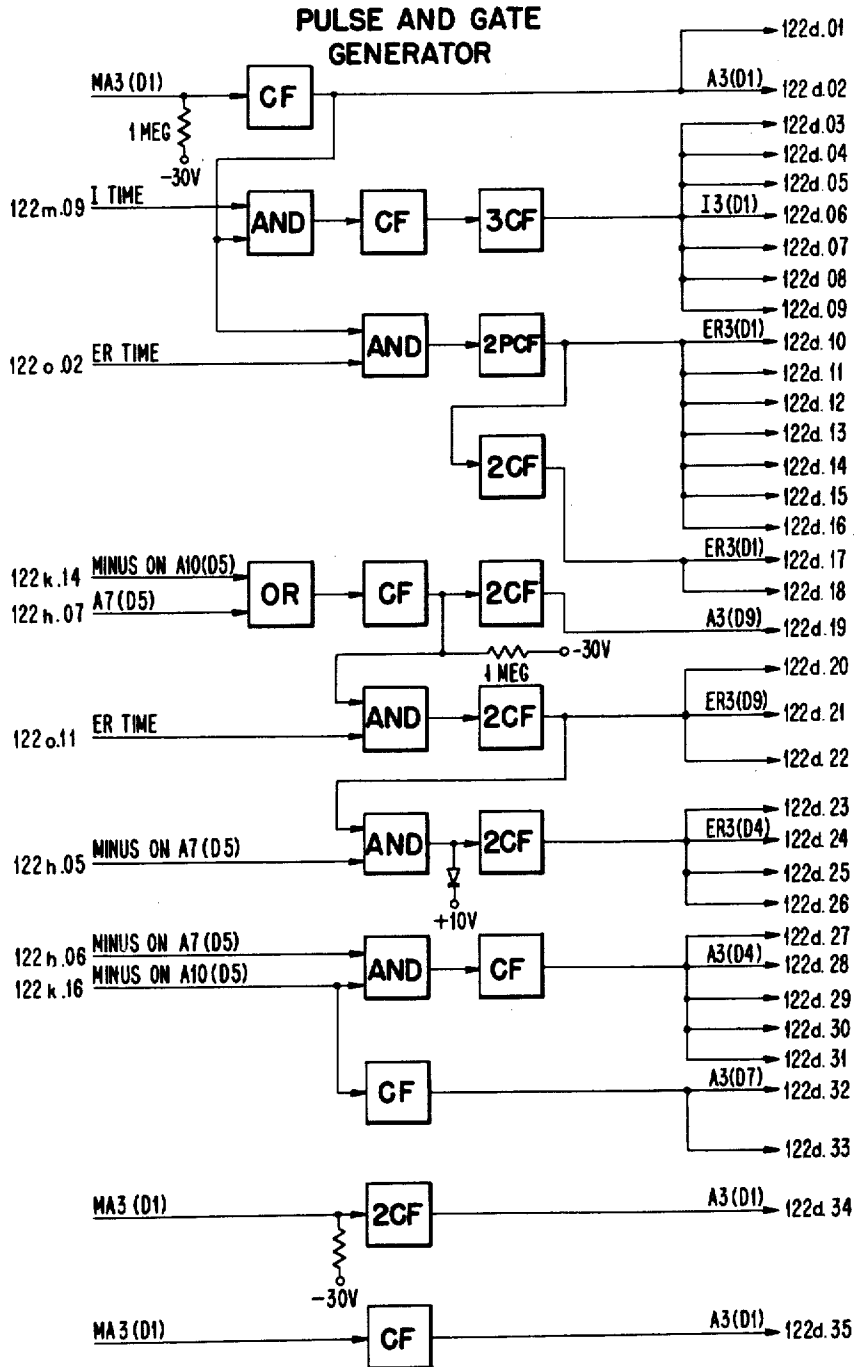 PULSE AND GATE
GENERATOR
122d.01
MA3(D1)
CF
A3(D1)
122d.02
1 MEG
-30V
122d.03
122d.04
122d.05
122m.09
I TIME
AND
CF
3CF
I3(D1)
122d.06
122d.07
122d.08
122d.09
122o.02
ER TIME
AND
2PCF
ER3(D1)
122d.10
122d.11
122d.12
122d.13
2CF
122d.14
122d.15
122d.16
ER3(D1)
122d.17
122d.18
122k.14
MINUS ON A10(D5)
122h.07
A7(D5)
OR
CF
2CF
A3(D9)
122d.19
1 MEG
-30V
122d.20
122o.11
ER TIME
AND
2CF
ER3(D9)
122d.21
122d.22
122d.23
122h.05
MINUS ON A7(D5)
AND
2CF
ER3(D4)
122d.24
+10V
122d.25
122d.26
122h.06
MINUS ON A7(D5)
122k.16
MINUS ON A10(D5)
AND
CF
122d.27
A3(D4)
122d.28
122d.29
122d.30
122d.31
CF
A3(D7)
122d.32
122d.33
MA3(D1)
2CF
A3(D1)
122d.34
-30V
MA3(D1)
CF
A3(D1)
122d.35